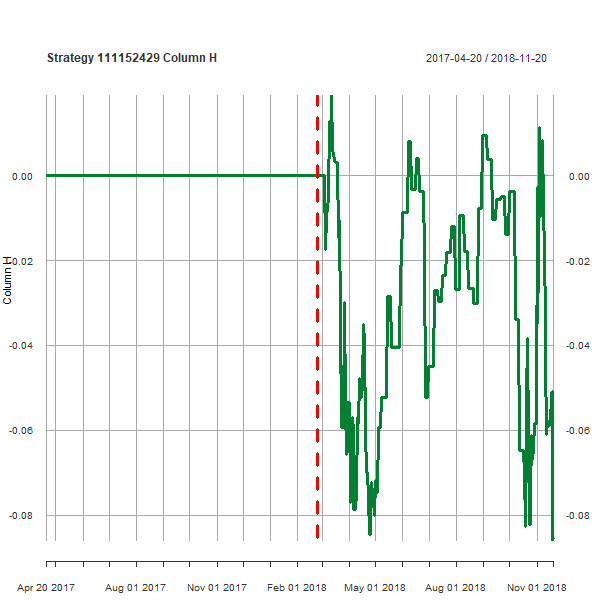 Strategy 111152429 Column H
2017-04-20 / 2018-11-20
0.00 0.00
-0.02 -0.02
Column H
-0.04 -0.04
-0.06 -0.06
-0.08 -0.08
Apr 20 2017 Aug 01 2017 Nov 01 2017 Feb 01 2018 May 01 2018 Aug 01 2018 Nov 01 2018